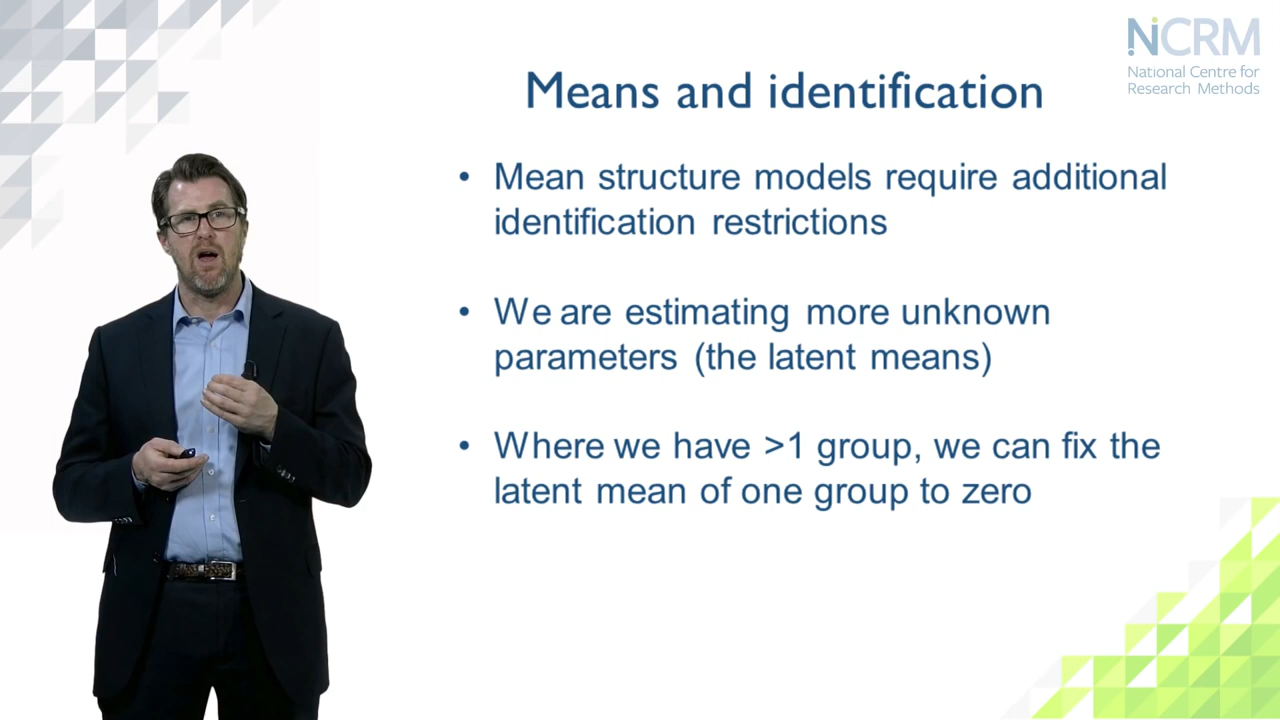 NCRM
National Centre for
Research Methods
Means and identification
• Mean structure models require additional
identification restrictions
• We are estimating more unknown
parameters (the latent means)
• Where we have >1 group, we can fix the
latent mean of one group to zero